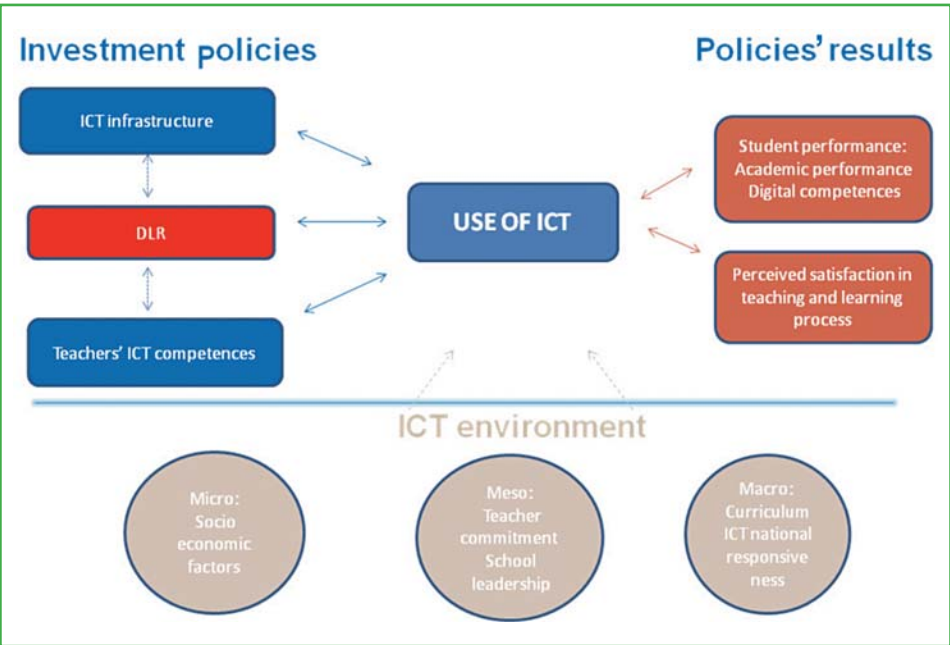 Investment policies
Policies' results
ICT infrastructure
DLR
Teachers' ICT competences
USE OF ICT
Student performance:
Academic performance
Digital competences
Perceived satisfaction in
teaching and learning
process
ICT environment
Micro:
Socio
economic
factors
Meso:
Teacher
commitment
School
leadership
Macro:
Curriculum
ICT national
responsive
ness